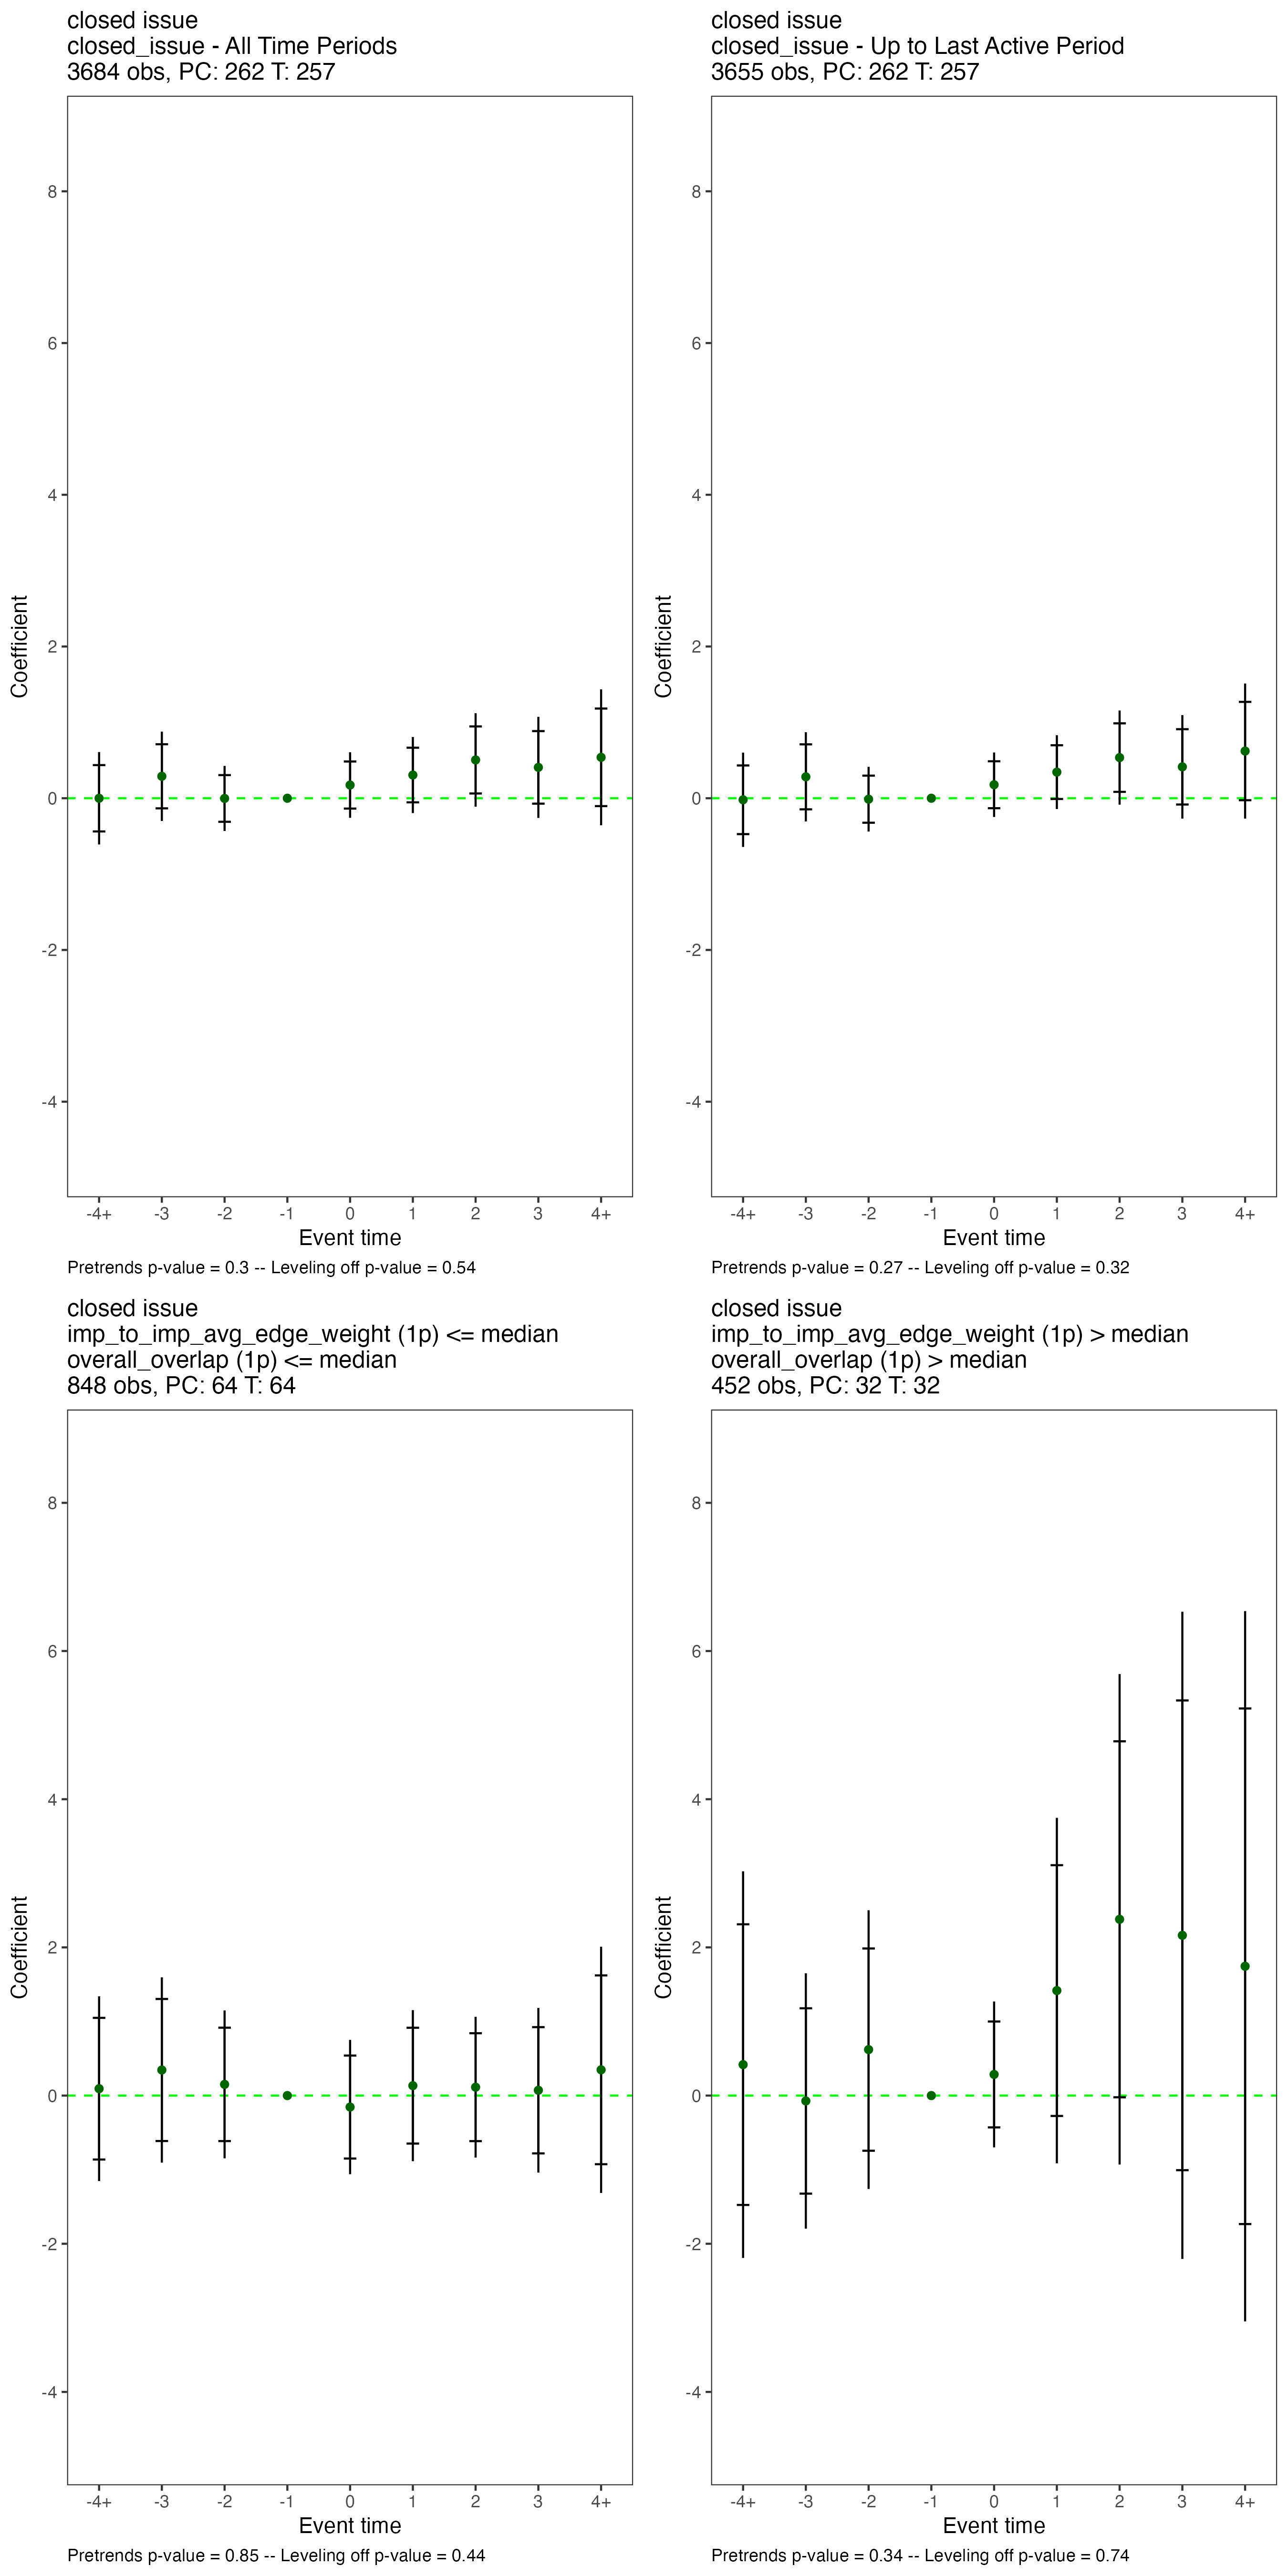 closed issue
closed_issue - All Time Periods
3684 obs, PC: 262 T: 257
Coefficient
8
6
4
2
0
-2
-4
-4+ -3 -2 -1 0 1 2 3 4+
Event time
Pretrends p-value = 0.3 -- Leveling off p-value = 0.54
closed issue
closed_issue - Up to Last Active Period
3655 obs, PC: 262 T: 257
Coefficient
8
6
4
2
0
-2
-4
-4+ -3 -2 -1 0 1 2 3 4+
Event time
Pretrends p-value = 0.27 -- Leveling off p-value = 0.32
closed issue
imp_to_imp_avg_edge_weight (1p) <= median
overall_overlap (1p) <= median
848 obs, PC: 64 T: 64
Coefficient
8
6
4
2
0
-2
-4
-4+ -3 -2 -1 0 1 2 3 4+
Event time
Pretrends p-value = 0.85 -- Leveling off p-value = 0.44
closed issue
imp_to_imp_avg_edge_weight (1p) > median
overall_overlap (1p) > median
452 obs, PC: 32 T: 32
Coefficient
8
6
4
2
0
-2
-4
-4+ -3 -2 -1 0 1 2 3 4+
Event time
Pretrends p-value = 0.34 -- Leveling off p-value = 0.74